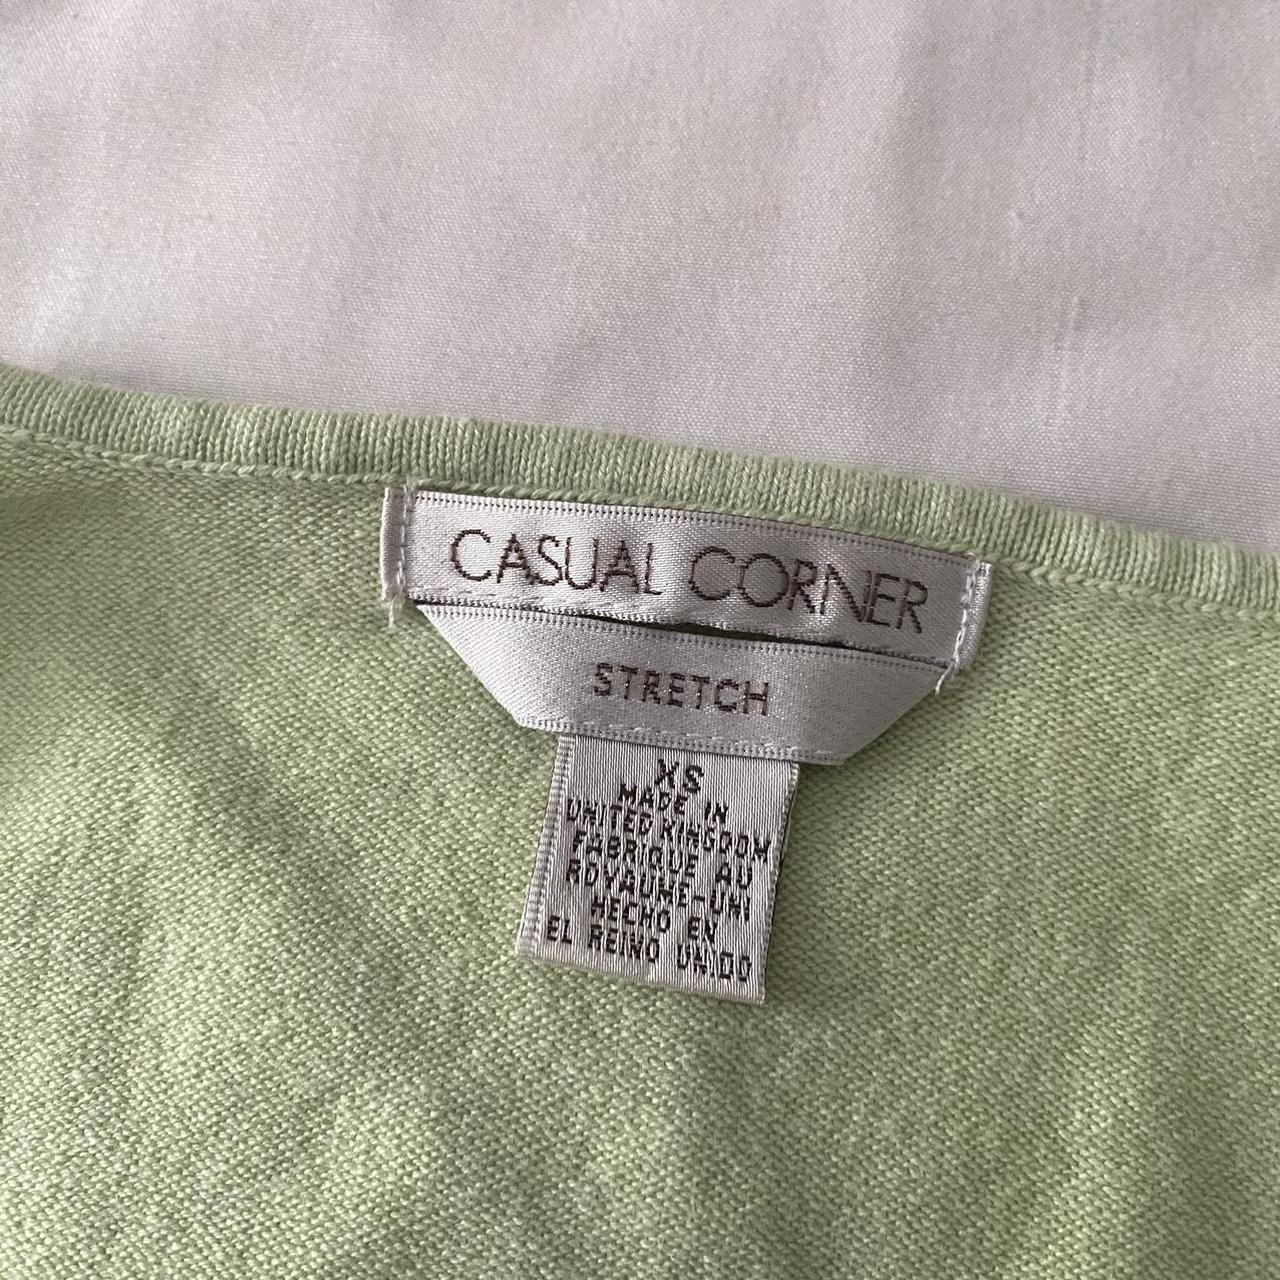 CASUAL CORNER
STRETCH
XS
MADE IN
UNITED KINGDOM
FABRIQUE AU
ROYAUME-UNI
HECHO EN
EL REINO UNIDO